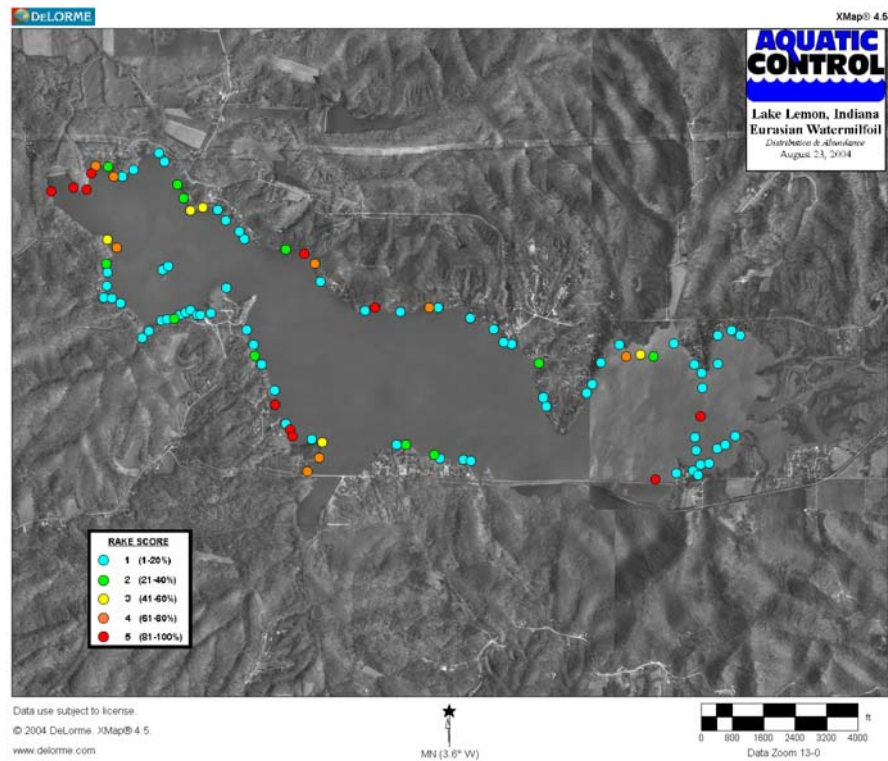 DELORME
XMap® 4.5
AQUATIC
CONTROL
Lake Lemon, Indiana
Eurasian Watermilfoil
Distribution & Abundance
August 23, 2004
RAKE SCORE
1 (1-20%)
2 (21-40%)
3 (41-60%)
4 (61-80%)
5 (81-100%)
Data use subject to license.
© 2004 DeLorme. XMap® 4.5.
www.delorme.com
MN (3.6° W)
ft
0 800 1600 2400 3200 4000
Data Zoom 13-0